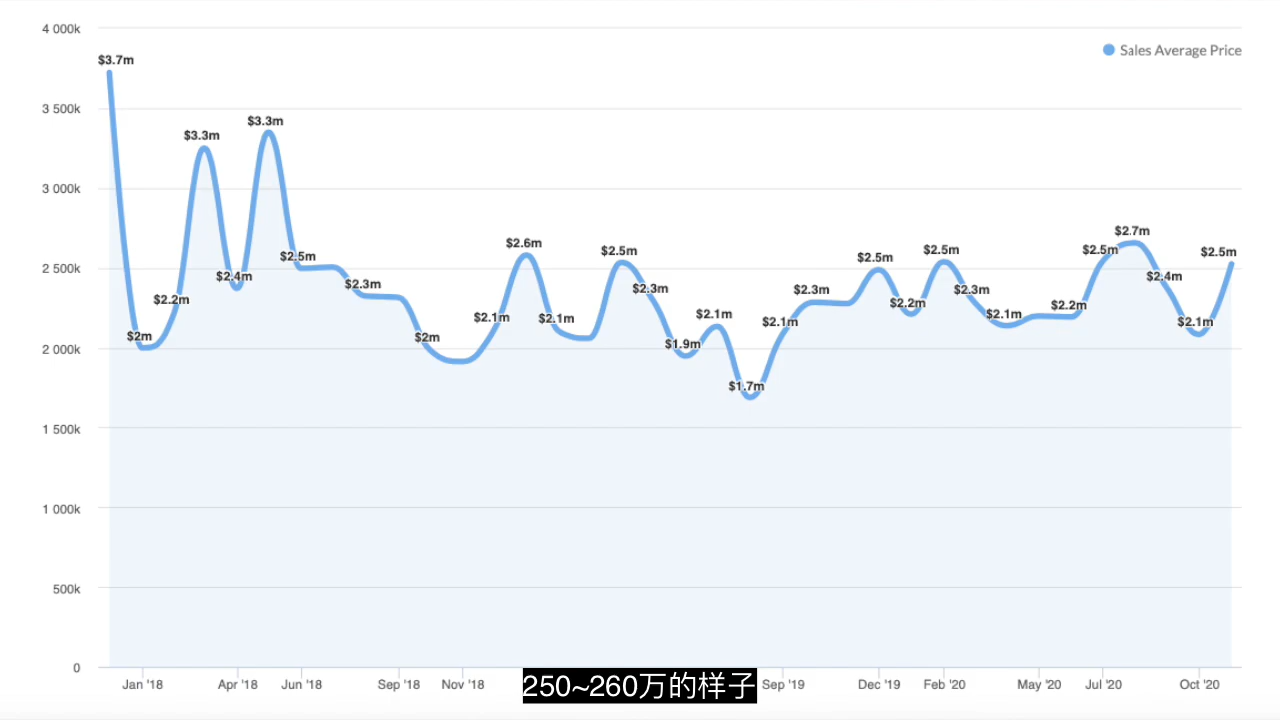 4 000k
Sales Average Price
$3.7m
$3.3m
$3.3m
3 500k
3 000k
$2.7m
$2.6m
$2.5m
$2.5m
$2.5m
$2.5m
$2.5m
$2.5m
2 500k
$2.4m
$2.4m
$2.3m
$2.3m
$2.3m
$2.3m
$2.2m
$2.2m
$2.2m
$2.1m
$2.1m
$2.1m
$2.1m
$2.1m
$2.1m
$2m
$2m
$1.9m
2 000k
$1.7m
1 500k
1 000k
500k
0
Jan '18
Apr '18
Jun '18
Sep '18
Nov '18
Sep '19
Dec '19
Feb '20
May '20
Jul '20
Oct '20
250~260万的样子